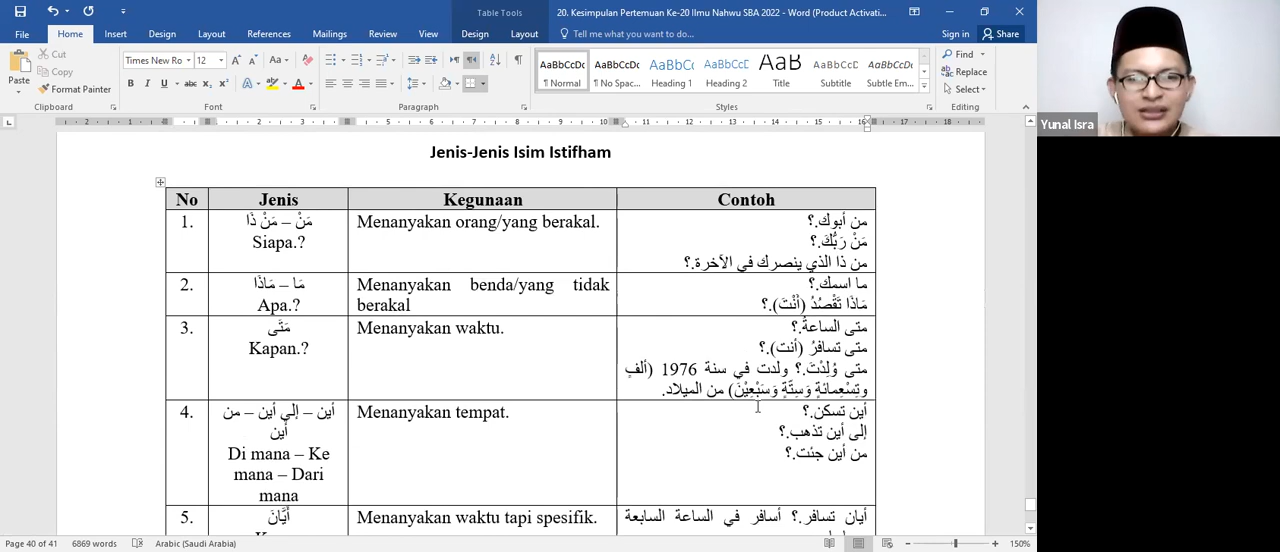 Table Tools
20. Kesimpulan Pertemuan Ke-20 Ilmu Nahwu SBA 2022 - Word (Product Activati...
File Home Insert Design Layout References Mailings Review View Design Layout Tell me what you want to do... Sign in Share
Cut
Copy
Format Painter
Paste
Times New Ro 12
AaBbCcDc AaBbCcDc AaBbCc AaBbCcD AaB AaBbCcD AaBbCcDc
¶ Normal ¶ No Spac... Heading 1 Heading 2 Title Subtitle Subtle Em...
Find
Replace
Select
Clipboard Font Paragraph Styles Editing
Yunal Isra
Jenis-Jenis Isim Istifham
No Jenis Kegunaan Contoh
1.
مَنْ – مَنْ ذَا
Siapa.?
Menanyakan orang/yang berakal.
من أبوك.؟
مَنْ رَبُّكَ.؟
من ذا الذي ينصرك في الآخرة.؟
2.
مَا – مَاذَا
Apa.?
Menanyakan benda/yang tidak
berakal
ما اسمك.؟
مَاذَا تَقْصُدُ (أَنْتَ).؟
3.
مَتَى
Kapan.?
Menanyakan waktu.
متى الساعةُ.؟
متى تسافرُ (أنت).؟
متى وُلِدْتَ.؟ ولدت في سنة 1976 (ألفٍ
وتِسْعِمائةٍ وَسِتَّةٍ وَسَبْعِيْنَ) من الميلاد.
4.
أين – إلى أين – من
أين
Di mana – Ke
mana – Dari
mana
Menanyakan tempat.
أين تسكن.؟
إلى أين تذهب.؟
من أين جئت.؟
5.
أَيَّانَ
Menanyakan waktu tapi spesifik.
أيان تسافر.؟ أسافر في الساعة السابعة
Page 40 of 41 6869 words Arabic (Saudi Arabia) 150%